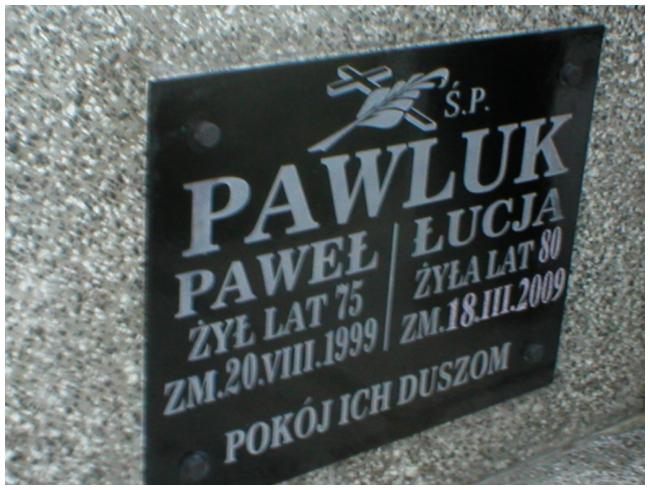 Ś.P.
PAWLUK
PAWEŁ
ŻYŁ LAT 75
ZM.20.VIII.1999
ŁUCJA
ŻYŁA LAT 80
ZM.18.III.2009
POKÓJ ICH DUSZOM